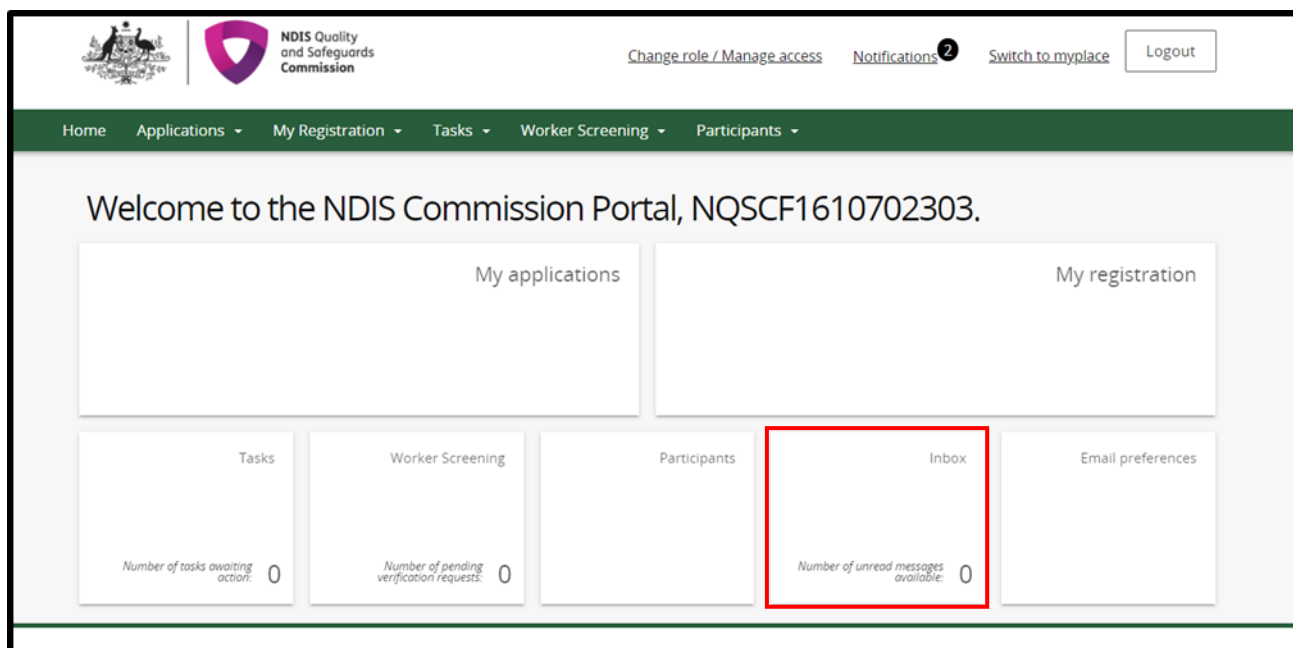 NDIS Quality
and Safeguards
Commission
Change role / Manage access Notifications 2 Switch to myplace Logout
Home Applications My Registration Tasks Worker Screening Participants
Welcome to the NDIS Commission Portal, NQSCF1610702303.
My applications My registration
Tasks Worker Screening Participants Inbox Email preferences
Number of tasks awaiting
action: 0
Number of pending
verification requests: 0
Number of unread messages
available: 0